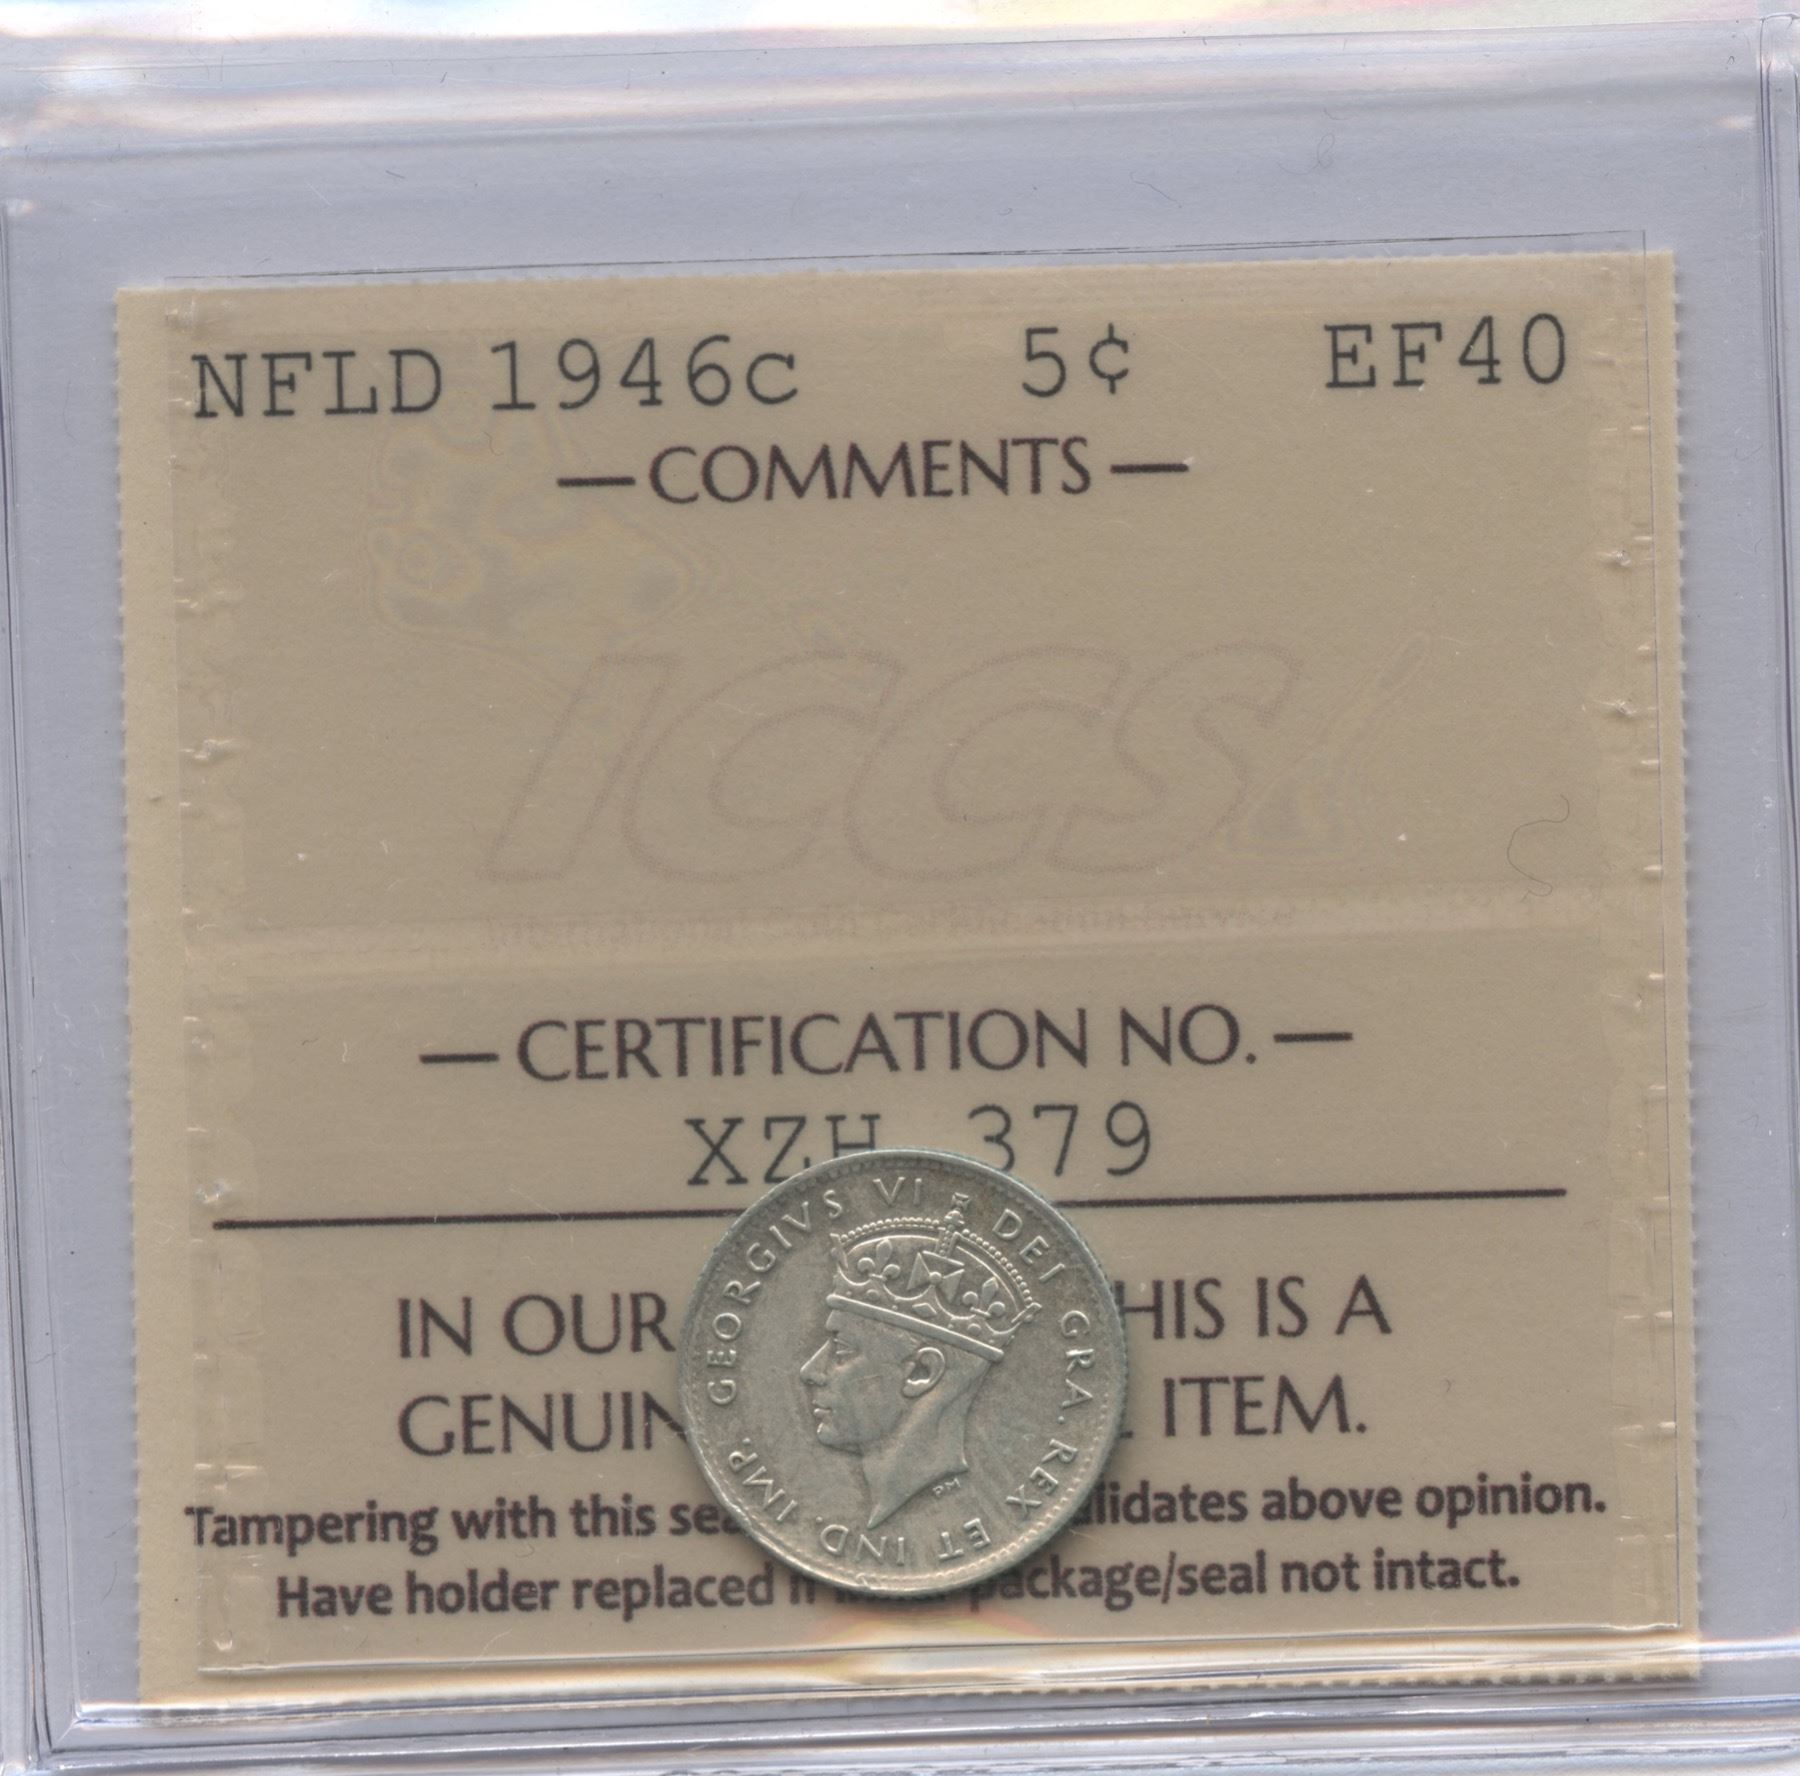 NFLD 1946c 5¢ EF40
— COMMENTS —
ICCS
— CERTIFICATION NO. —
XZH 379
IN OUR HIS IS A
GENUIN ITEM.
Tampering with this sea lidates above opinion.
Have holder replaced package/seal not intact.
GEORGIVS VI DEI GRA. REX ET IND. IMP.
PM